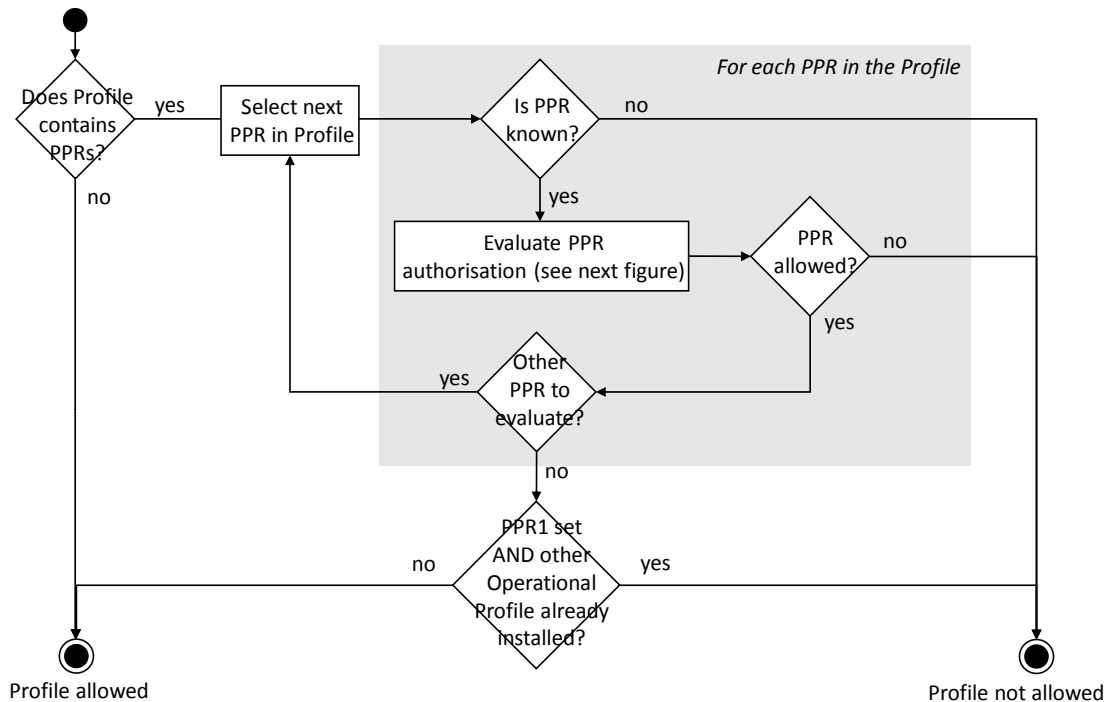 For each PPR in the Profile
Does Profile
contains
PPRs?
yes
no
Select next
PPR in Profile
Is PPR
known?
no
yes
Evaluate PPR
authorisation (see next figure)
PPR
allowed?
no
yes
Other
PPR to
evaluate?
yes
no
PPR1 set
AND other
Operational
Profile already
installed?
no
yes
Profile allowed
Profile not allowed